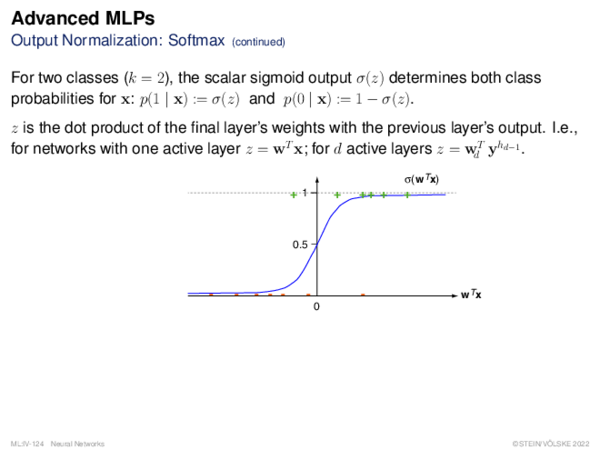 Advanced MLPs
Output Normalization: Softmax (continued)
For two classes (k = 2), the scalar sigmoid output σ(z) determines both class
probabilities for x: p(1 | x) := σ(z) and p(0 | x) := 1 − σ(z).
z is the dot product of the final layer's weights with the previous layer's output. I.e.,
for networks with one active layer z = w^T x; for d active layers z = w_d^T y^{h_{d−1}}.
σ(w^T x)
1
0.5
w^T x
0
ML:IV-124 Neural Networks
©STEIN/VÖLSKE 2022